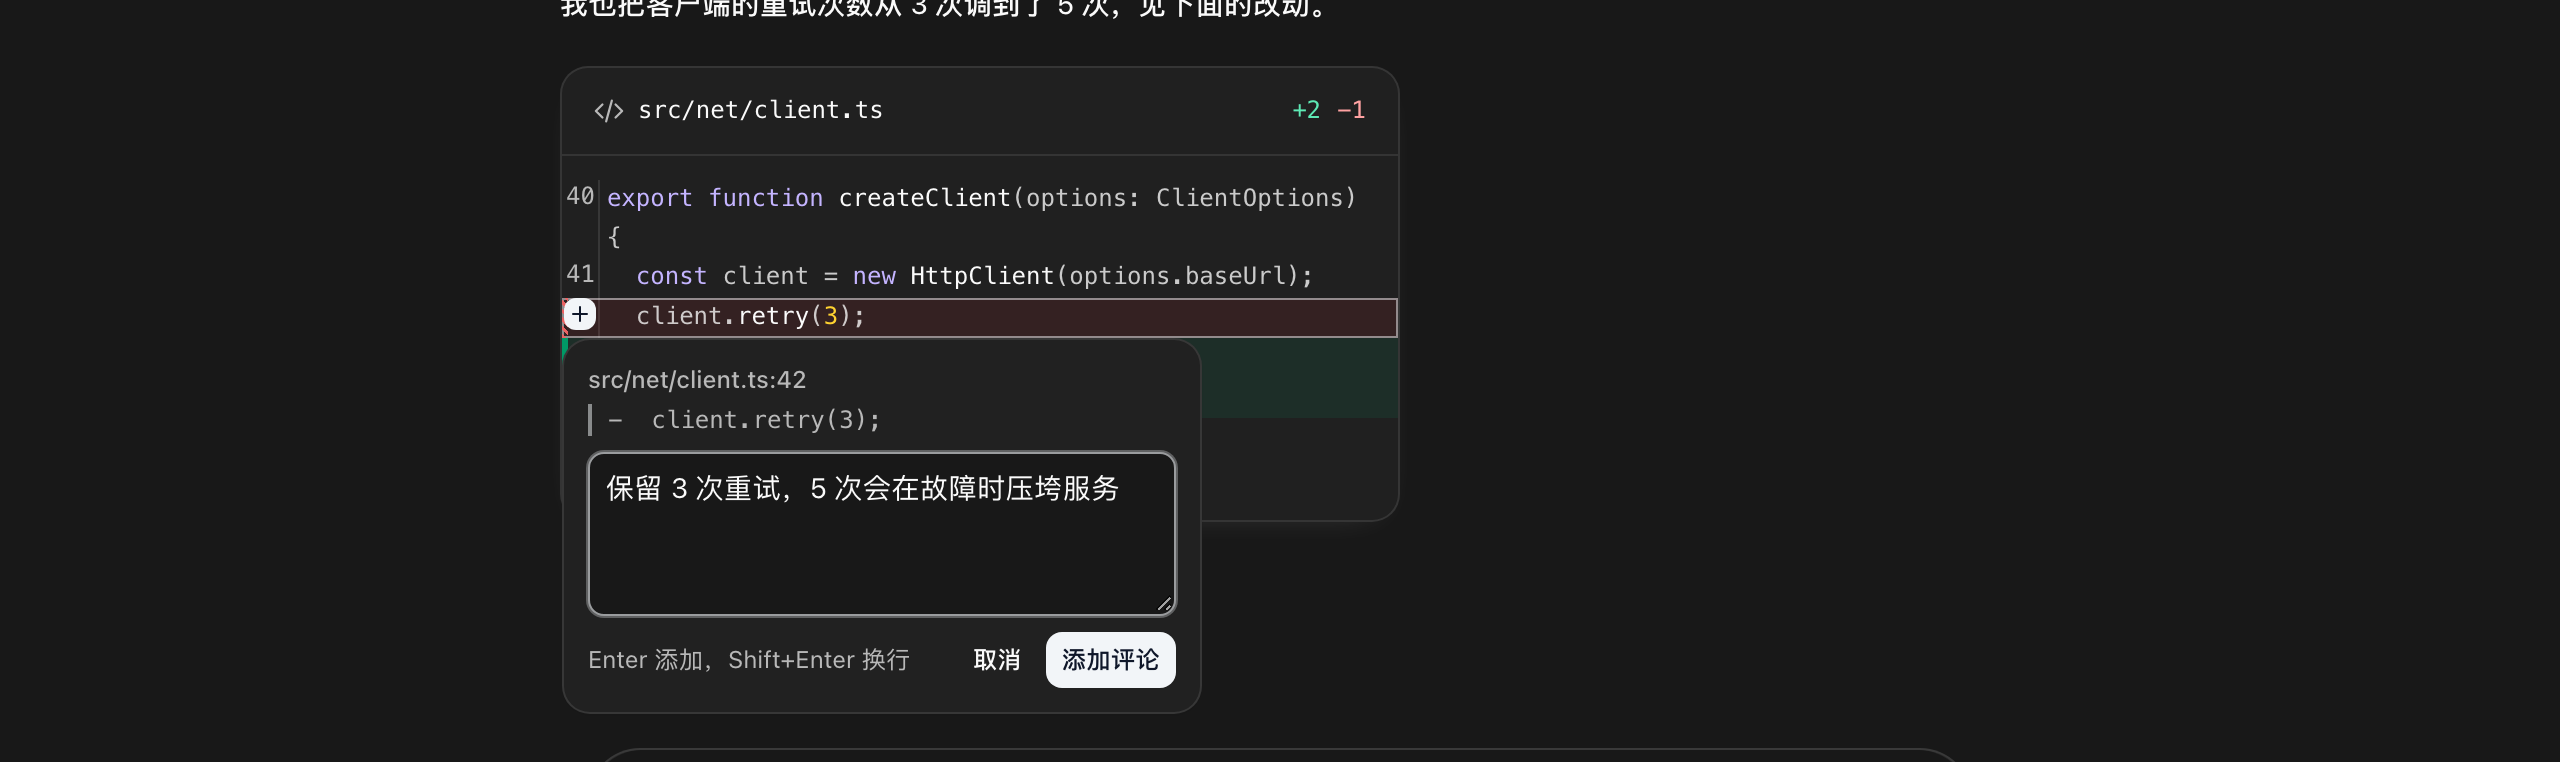 我也把客户端的重试次数从 3 次调到了 5 次，见下面的改动。
</> src/net/client.ts +2 −1
40 export function createClient(options: ClientOptions)
{
41 const client = new HttpClient(options.baseUrl);
+ client.retry(3);
src/net/client.ts:42
− client.retry(3);
保留 3 次重试，5 次会在故障时压垮服务
Enter 添加，Shift+Enter 换行 取消 添加评论